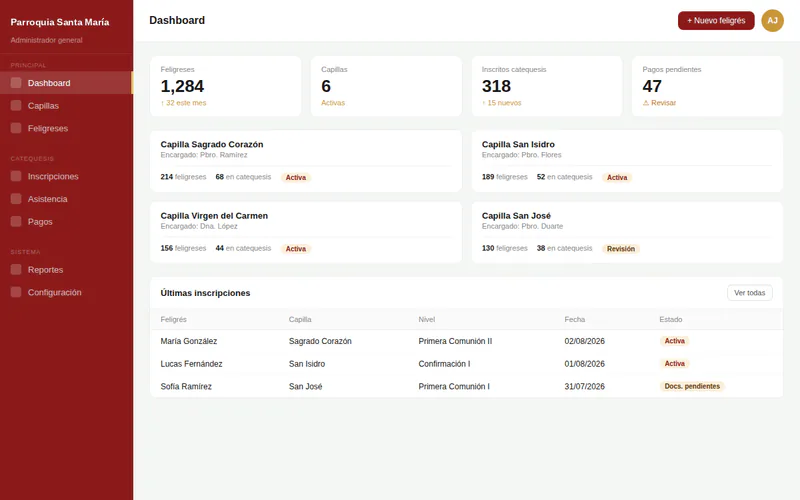 Parroquia Santa María
Administrador general
PRINCIPAL
Dashboard
Capillas
Feligreses
CATEQUESIS
Inscripciones
Asistencia
Pagos
SISTEMA
Reportes
Configuración
Dashboard
+ Nuevo feligrés
AJ
Feligreses
1,284
↑ 32 este mes
Capillas
6
Activas
Inscritos catequesis
318
↑ 15 nuevos
Pagos pendientes
47
⚠ Revisar
Capilla Sagrado Corazón
Encargado: Pbro. Ramírez
214 feligreses 68 en catequesis Activa
Capilla San Isidro
Encargado: Pbro. Flores
189 feligreses 52 en catequesis Activa
Capilla Virgen del Carmen
Encargado: Dna. López
156 feligreses 44 en catequesis Activa
Capilla San José
Encargado: Pbro. Duarte
130 feligreses 38 en catequesis Revisión
Últimas inscripciones Ver todas
Feligrés Capilla Nivel Fecha Estado
María González Sagrado Corazón Primera Comunión II 02/08/2026 Activa
Lucas Fernández San Isidro Confirmación I 01/08/2026 Activa
Sofía Ramírez San José Primera Comunión I 31/07/2026 Docs. pendientes